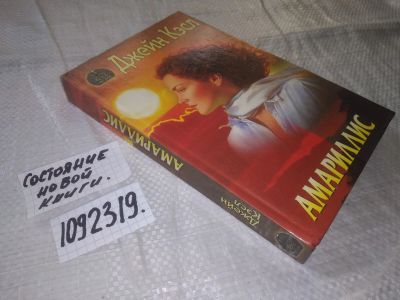 Джейн Кэсл
АМАРИЛЛИС
АМАРИЛЛИС
Джейн
Кэсл
СОСТОЯНИЕ
НОВОЙ
КНИГИ.
1092319.